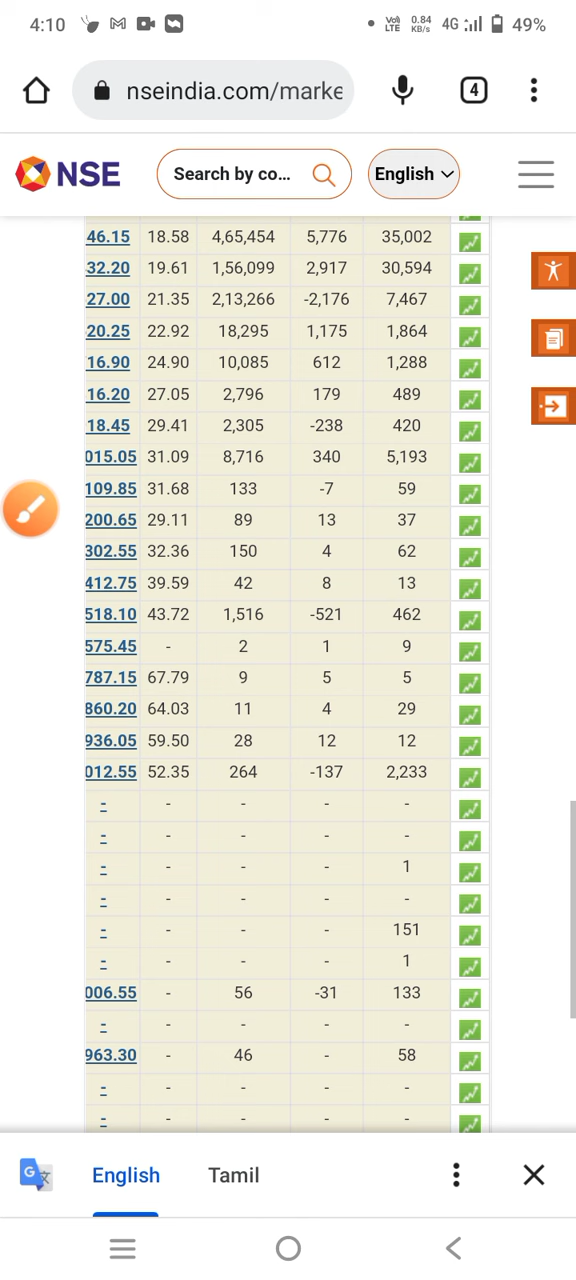 4:10 Vo) LTE 0.84 KB/s 4G 49%
nseindia.com/marke 4
NSE Search by co... English
46.15 18.58 4,65,454 5,776 35,002
32.20 19.61 1,56,099 2,917 30,594
27.00 21.35 2,13,266 -2,176 7,467
20.25 22.92 18,295 1,175 1,864
16.90 24.90 10,085 612 1,288
16.20 27.05 2,796 179 489
18.45 29.41 2,305 -238 420
015.05 31.09 8,716 340 5,193
109.85 31.68 133 -7 59
200.65 29.11 89 13 37
302.55 32.36 150 4 62
412.75 39.59 42 8 13
518.10 43.72 1,516 -521 462
575.45 - 2 1 9
787.15 67.79 9 5 5
860.20 64.03 11 4 29
936.05 59.50 28 12 12
012.55 52.35 264 -137 2,233
- - - - -
- - - - -
- - - - 1
- - - - -
- - - - 151
- - - - 1
006.55 - 56 -31 133
- - - - -
963.30 - 46 - 58
- - - - -
- - - - -
English Tamil